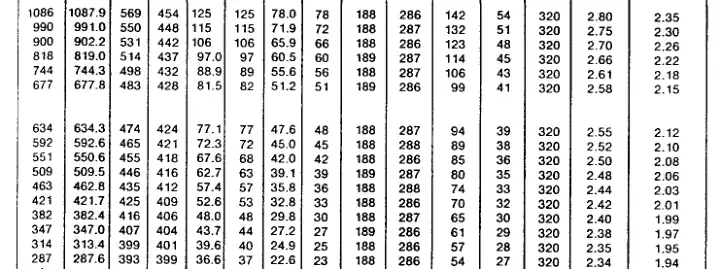 1086 1087.9 569 454 125 125 78.0 78 188 286 142 54 320 2.80 2.35
990 991.0 550 448 115 115 71.9 72 188 287 132 51 320 2.75 2.30
900 902.2 531 442 106 106 65.9 66 188 286 123 48 320 2.70 2.26
818 819.0 514 437 97.0 97 60.5 60 189 287 114 45 320 2.66 2.22
744 744.3 498 432 88.9 89 55.6 56 188 287 106 43 320 2.61 2.18
677 677.8 483 428 81.5 82 51.2 51 189 286 99 41 320 2.58 2.15
634 634.3 474 424 77.1 77 47.6 48 188 287 94 39 320 2.55 2.12
592 592.6 465 421 72.3 72 45.0 45 188 288 89 38 320 2.52 2.10
551 550.6 455 418 67.6 68 42.0 42 188 286 85 36 320 2.50 2.08
509 509.5 446 416 62.7 63 39.1 39 189 287 80 35 320 2.48 2.06
463 462.8 435 412 57.4 57 35.8 36 188 288 74 33 320 2.44 2.03
421 421.7 425 409 52.6 53 32.8 33 188 286 70 32 320 2.42 2.01
382 382.4 416 406 48.0 48 29.8 30 188 287 65 30 320 2.40 1.99
347 347.0 407 404 43.7 44 27.2 27 189 286 61 29 320 2.38 1.97
314 313.4 399 401 39.6 40 24.9 25 188 286 57 28 320 2.35 1.95
287 287.6 393 399 36.6 37 22.6 23 188 286 54 27 320 2.34 1.94